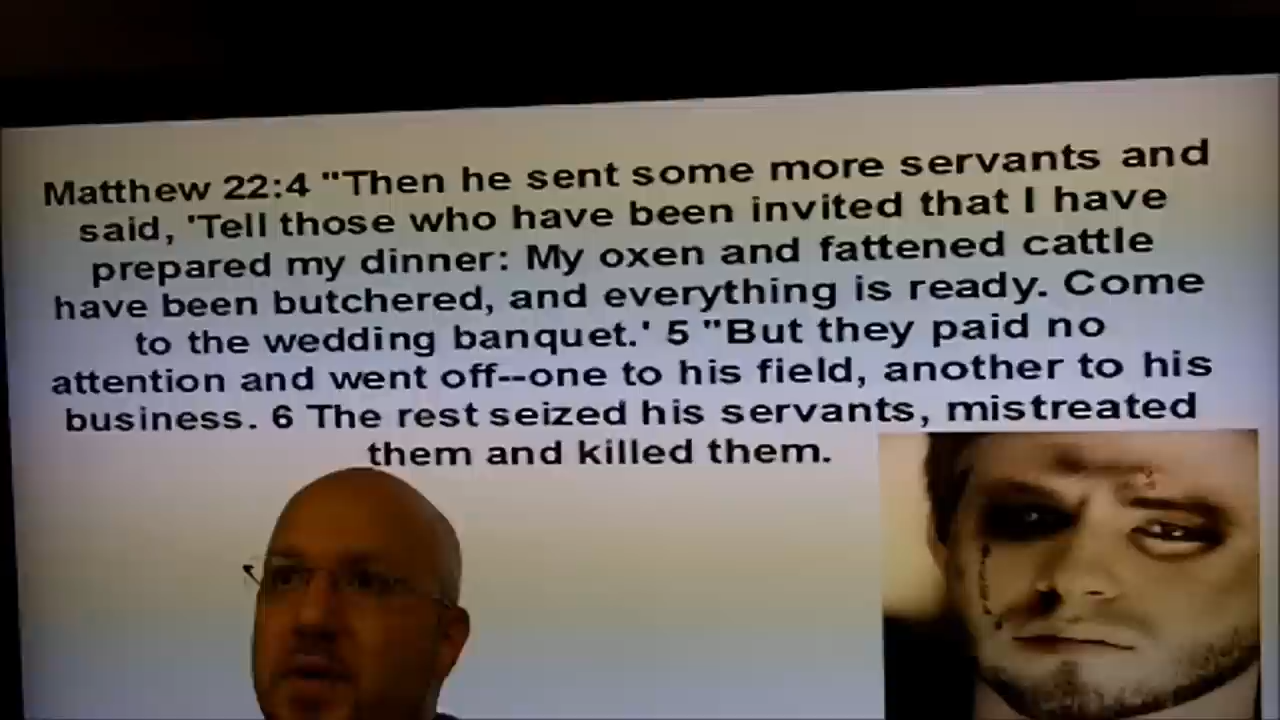 Matthew 22:4 "Then he sent some more servants and
said, 'Tell those who have been invited that I have
prepared my dinner: My oxen and fattened cattle
have been butchered, and everything is ready. Come
to the wedding banquet.' 5 "But they paid no
attention and went off--one to his field, another to his
business. 6 The rest seized his servants, mistreated
them and killed them.